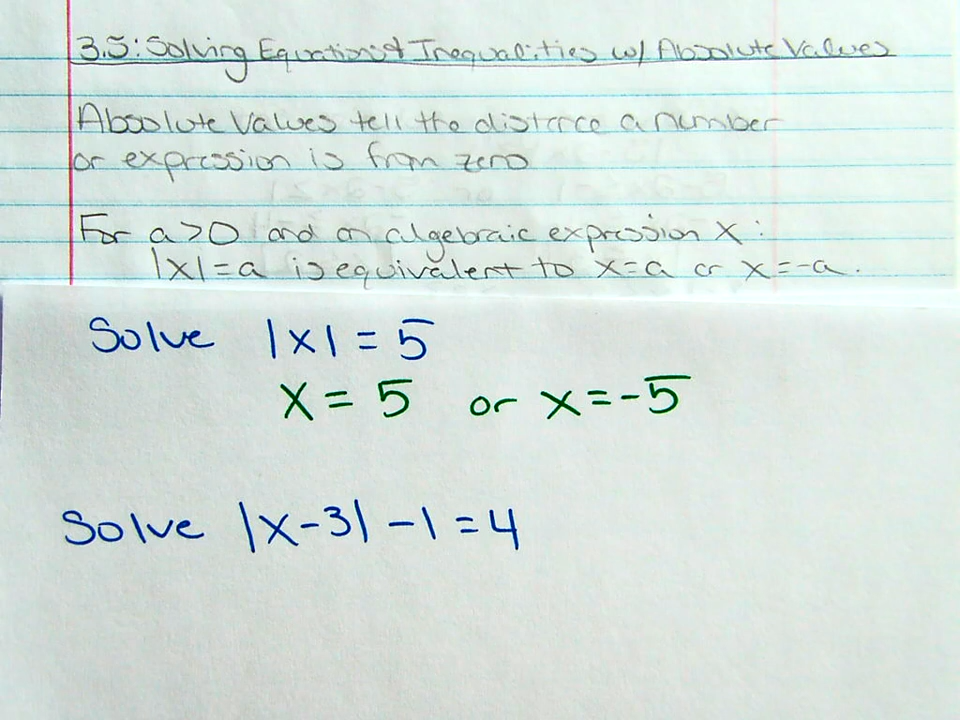 3.5: Solving Equations & Inequalities w/ Absolute Values
Absolute Values tell the distance a number
or expression is from zero
For a>0 and an algebraic expression X:
|X|=a is equivalent to x=a or x=-a.
Solve |x| = 5
x = 5 or x = -5
Solve |x-3| -1 = 4